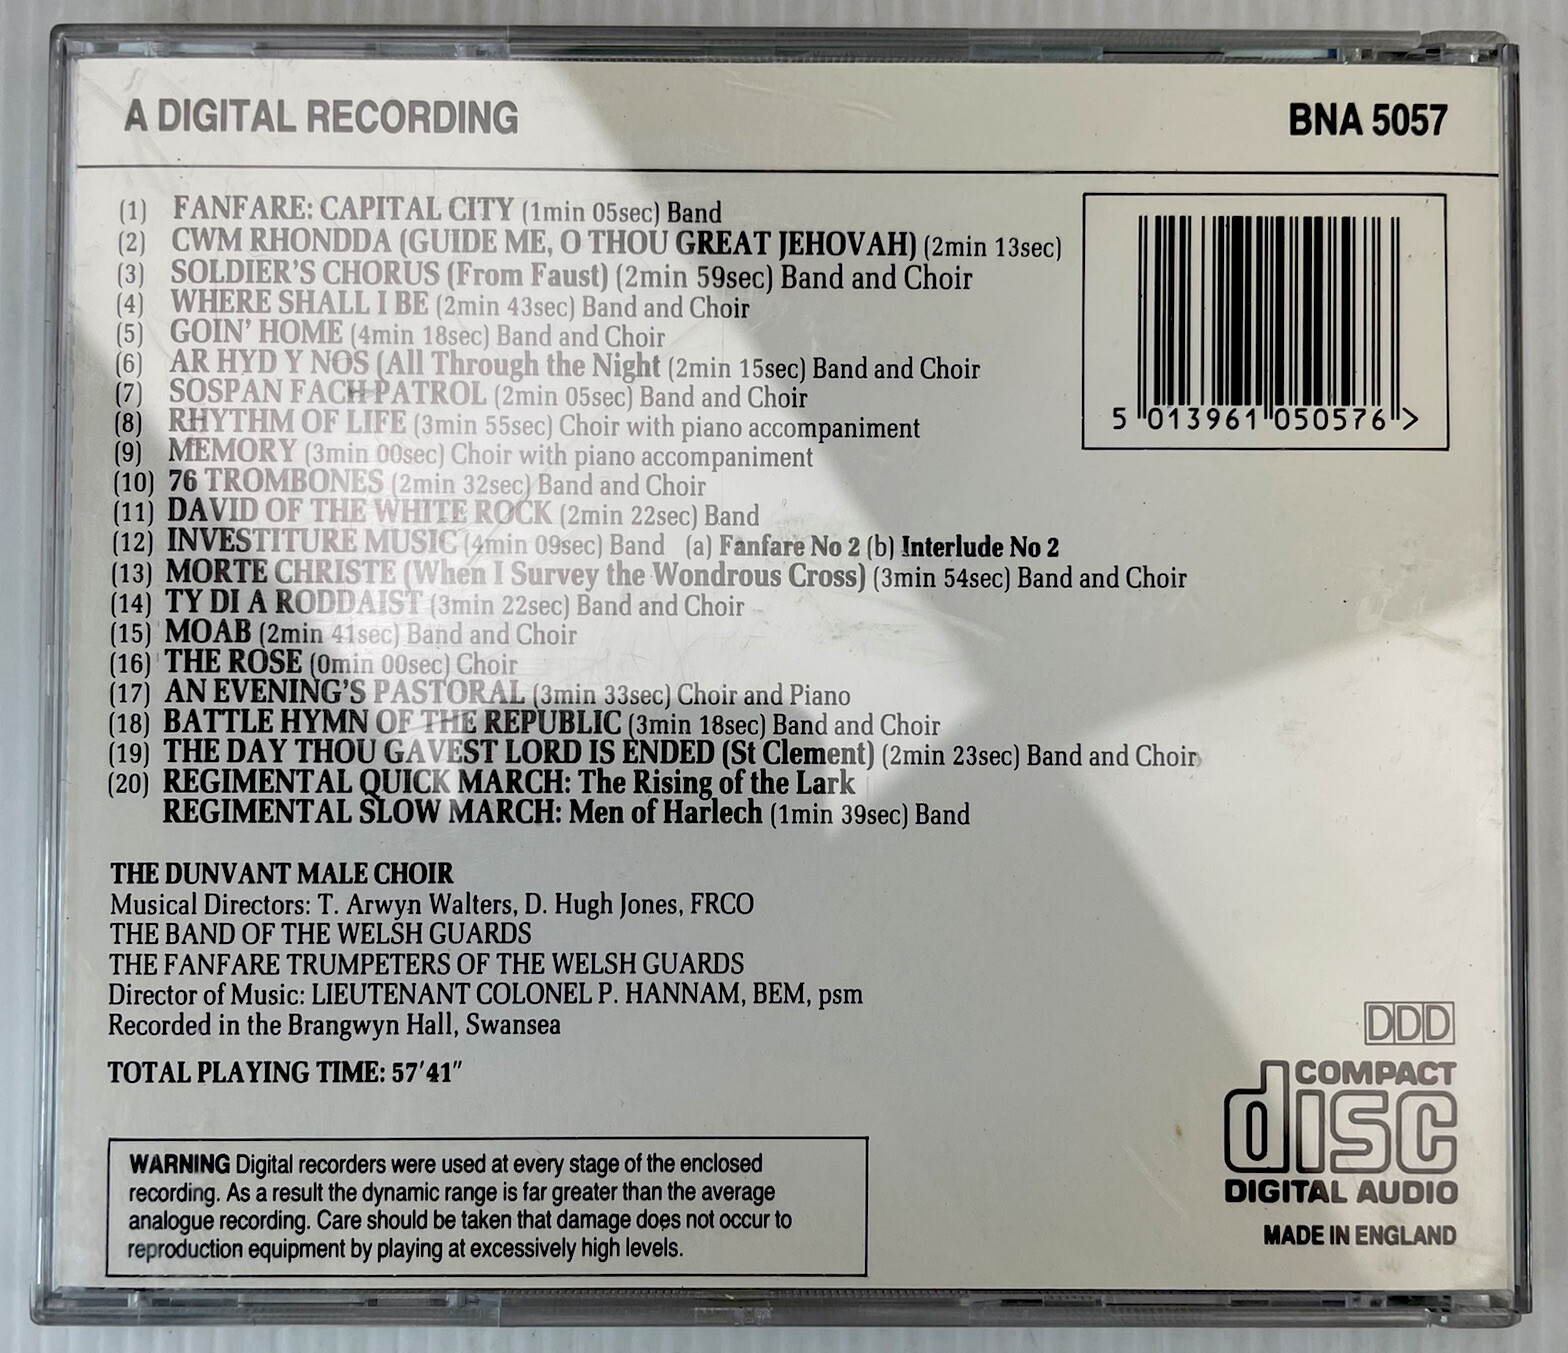 A DIGITAL RECORDING
BNA 5057
(1) FANFARE: CAPITAL CITY (1min 05sec) Band
(2) CWM RHONDDA (GUIDE ME, O THOU GREAT JEHOVAH) (2min 13sec)
(3) SOLDIER'S CHORUS (From Faust) (2min 59sec) Band and Choir
(4) WHERE SHALL I BE (2min 43sec) Band and Choir
(5) GOIN' HOME (4min 18sec) Band and Choir
(6) AR HYD Y NOS (All Through the Night (2min 15sec) Band and Choir
(7) SOSPAN FACH PATROL (2min 05sec) Band and Choir
(8) RHYTHM OF LIFE (3min 55sec) Choir with piano accompaniment
(9) MEMORY (3min 00sec) Choir with piano accompaniment
(10) 76 TROMBONES (2min 32sec) Band and Choir
(11) DAVID OF THE WHITE ROCK (2min 22sec) Band
(12) INVESTITURE MUSIC (4min 09sec) Band (a) Fanfare No 2 (b) Interlude No 2
(13) MORTE CHRISTE (When I Survey the Wondrous Cross) (3min 54sec) Band and Choir
(14) TY DI A RODDAIST (3min 22sec) Band and Choir
(15) MOAB (2min 41sec) Band and Choir
(16) THE ROSE (0min 00sec) Choir
(17) AN EVENING'S PASTORAL (3min 33sec) Choir and Piano
(18) BATTLE HYMN OF THE REPUBLIC (3min 18sec) Band and Choir
(19) THE DAY THOU GAVEST LORD IS ENDED (St Clement) (2min 23sec) Band and Choir
(20) REGIMENTAL QUICK MARCH: The Rising of the Lark
REGIMENTAL SLOW MARCH: Men of Harlech (1min 39sec) Band
5 013961 050576 >
THE DUNVANT MALE CHOIR
Musical Directors: T. Arwyn Walters, D. Hugh Jones, FRCO
THE BAND OF THE WELSH GUARDS
THE FANFARE TRUMPETERS OF THE WELSH GUARDS
Director of Music: LIEUTENANT COLONEL P. HANNAM, BEM, psm
Recorded in the Brangwyn Hall, Swansea
TOTAL PLAYING TIME: 57'41"
WARNING Digital recorders were used at every stage of the enclosed
recording. As a result the dynamic range is far greater than the average
analogue recording. Care should be taken that damage does not occur to
reproduction equipment by playing at excessively high levels.
DDD
COMPACT
disc
DIGITAL AUDIO
MADE IN ENGLAND